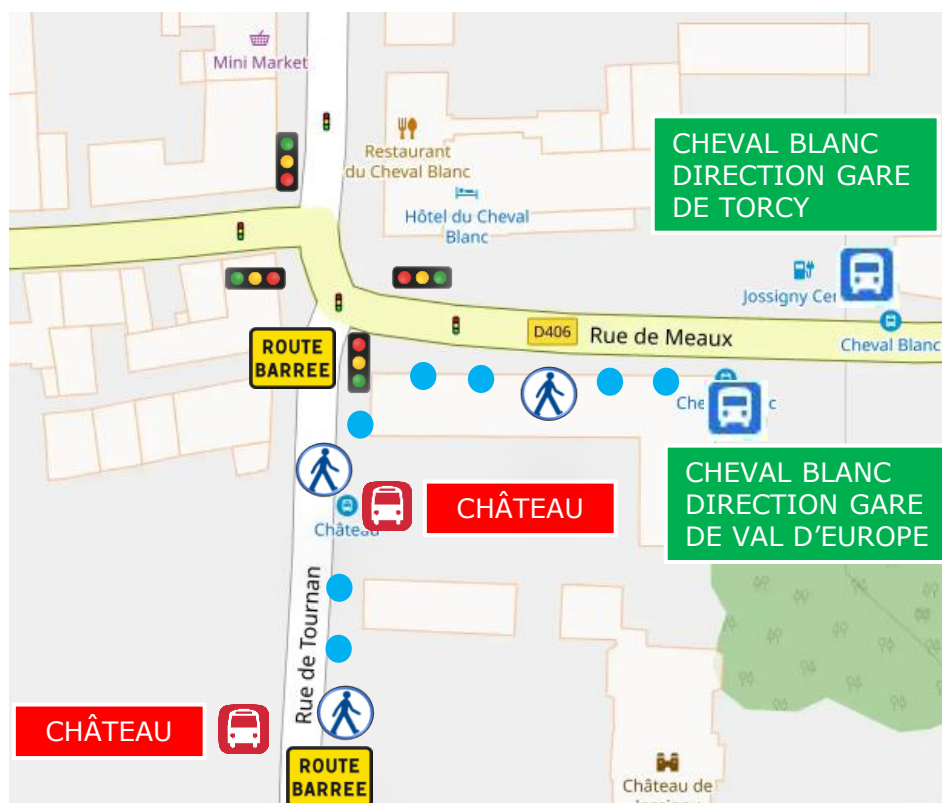 Mini Market
Restaurant
du Cheval Blanc
CHEVAL BLANC
DIRECTION GARE
DE TORCY
Hôtel du Cheval
Blanc
Jossigny Cer
D406
Rue de Meaux
Cheval Blanc
ROUTE
BARREE
Che
c
CHÂTEAU
Château
CHEVAL BLANC
DIRECTION GARE
DE VAL D’EUROPE
Rue de Tournan
CHÂTEAU
ROUTE
BARREE
Château de